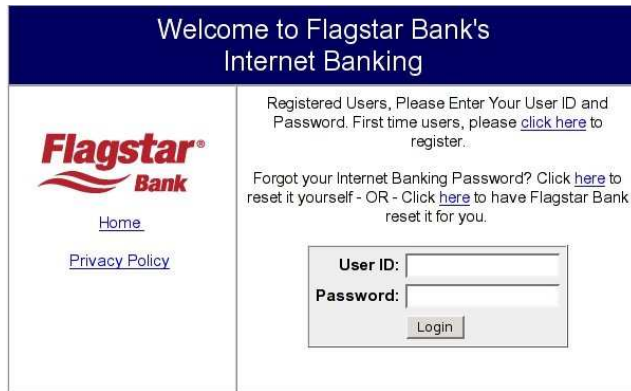 Welcome to Flagstar Bank's
Internet Banking
Flagstar®
Bank
Home
Privacy Policy
Registered Users, Please Enter Your User ID and
Password. First time users, please click here to
register.
Forgot your Internet Banking Password? Click here to
reset it yourself - OR - Click here to have Flagstar Bank
reset it for you.
User ID:
Password:
Login